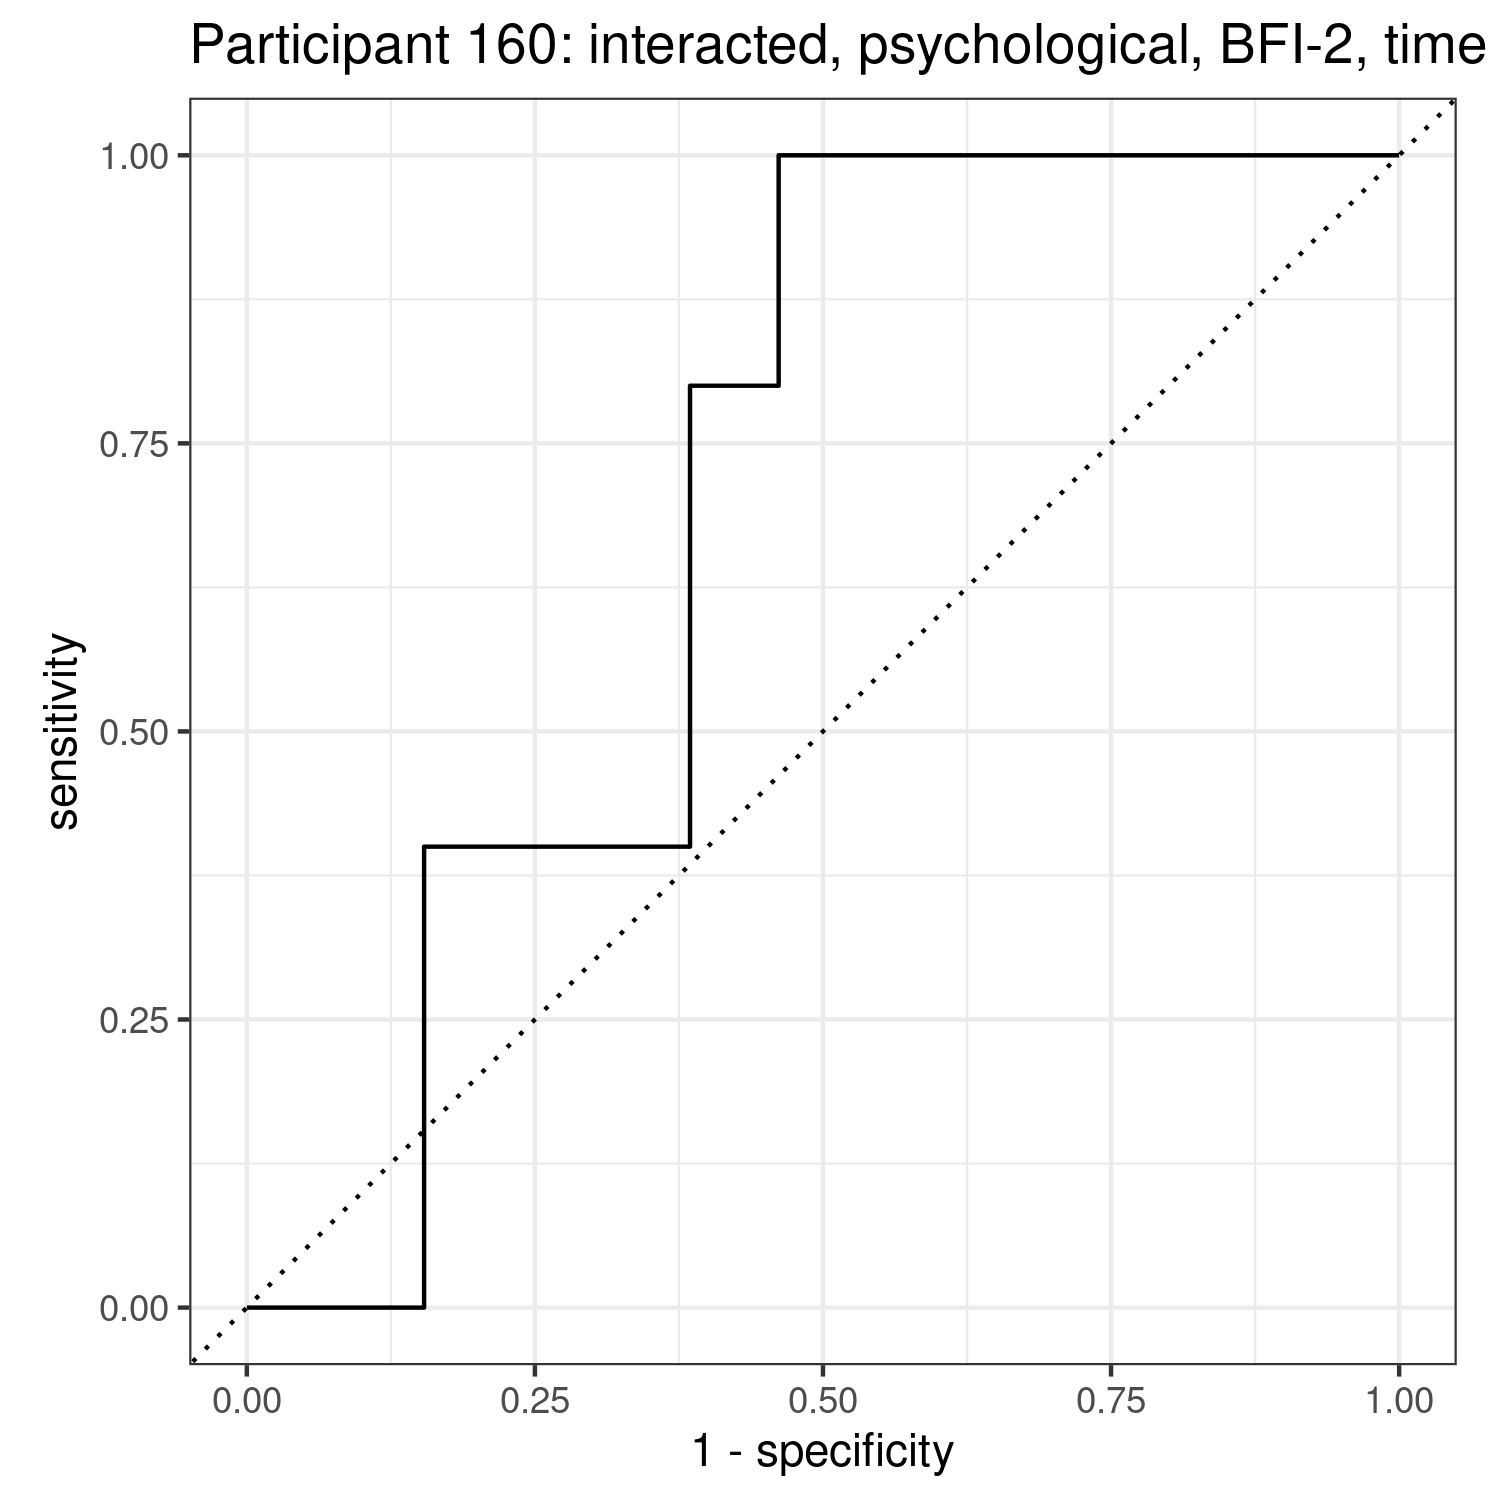 Participant 160: interacted, psychological, BFI-2, time
1.00
0.75
0.50
0.25
0.00
sensitivity
0.00 0.25 0.50 0.75 1.00
1 - specificity